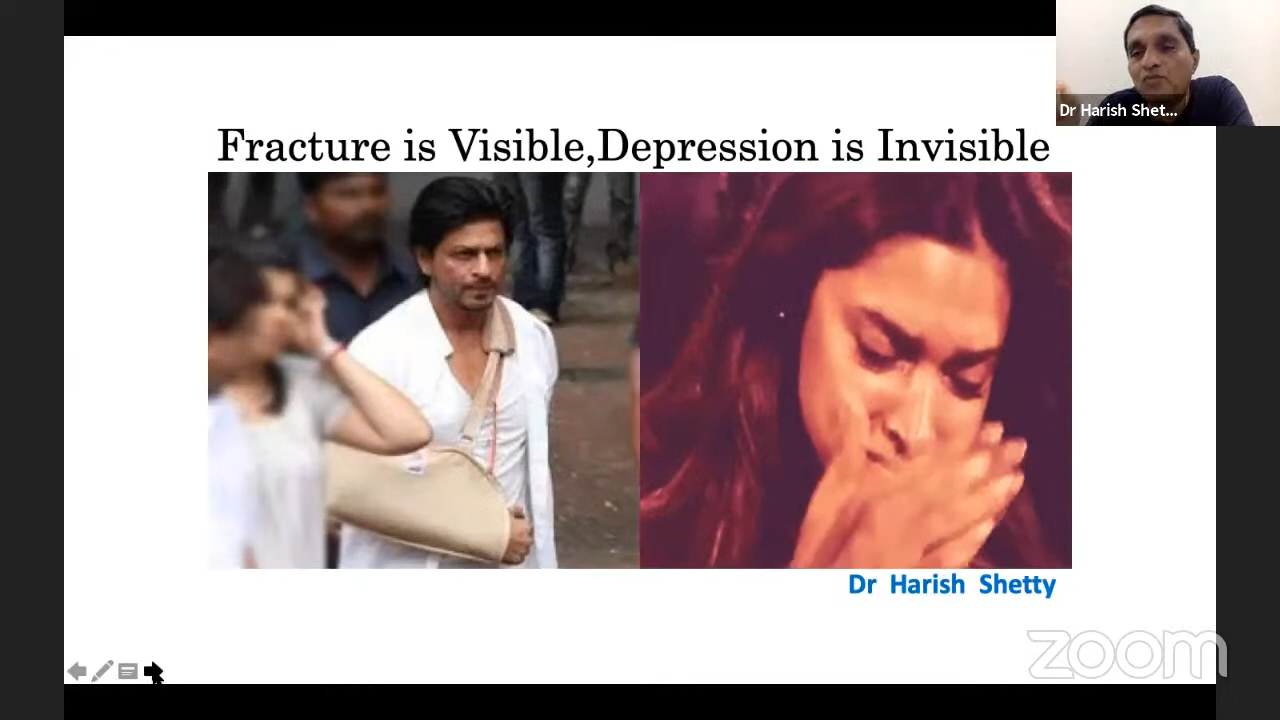 Dr Harish Shet...
Fracture is Visible,Depression is Invisible
Dr Harish Shetty
zoom